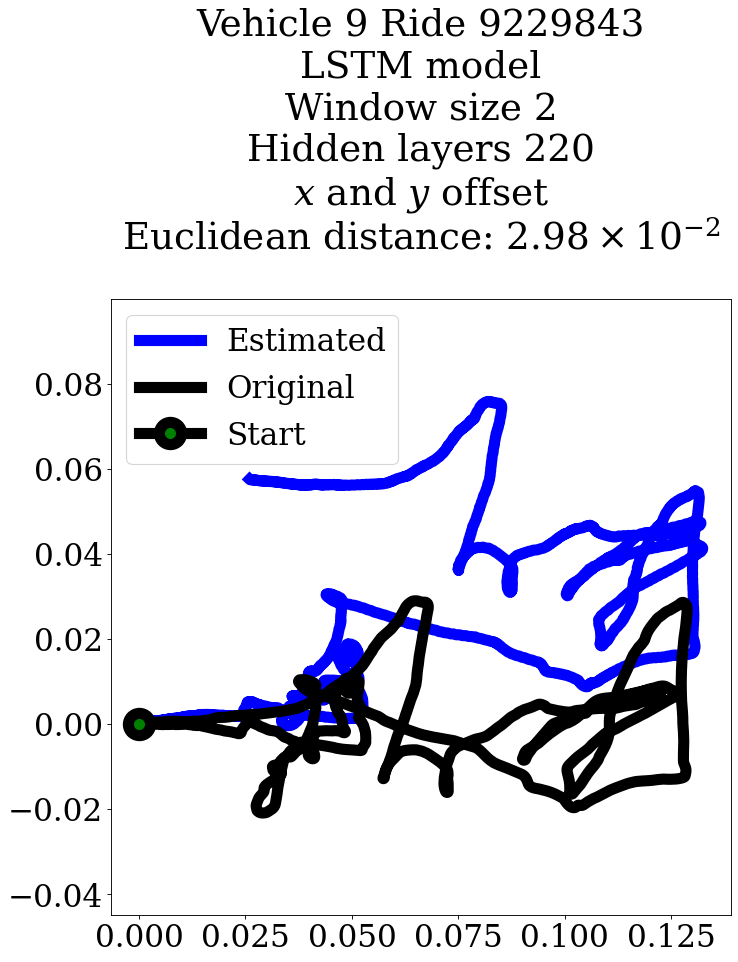 Vehicle 9 Ride 9229843
LSTM model
Window size 2
Hidden layers 220
x and y offset
Euclidean distance: 2.98 × 10⁻²
Estimated
Original
Start
0.08
0.06
0.04
0.02
0.00
−0.02
−0.04
0.000 0.025 0.050 0.075 0.100 0.125